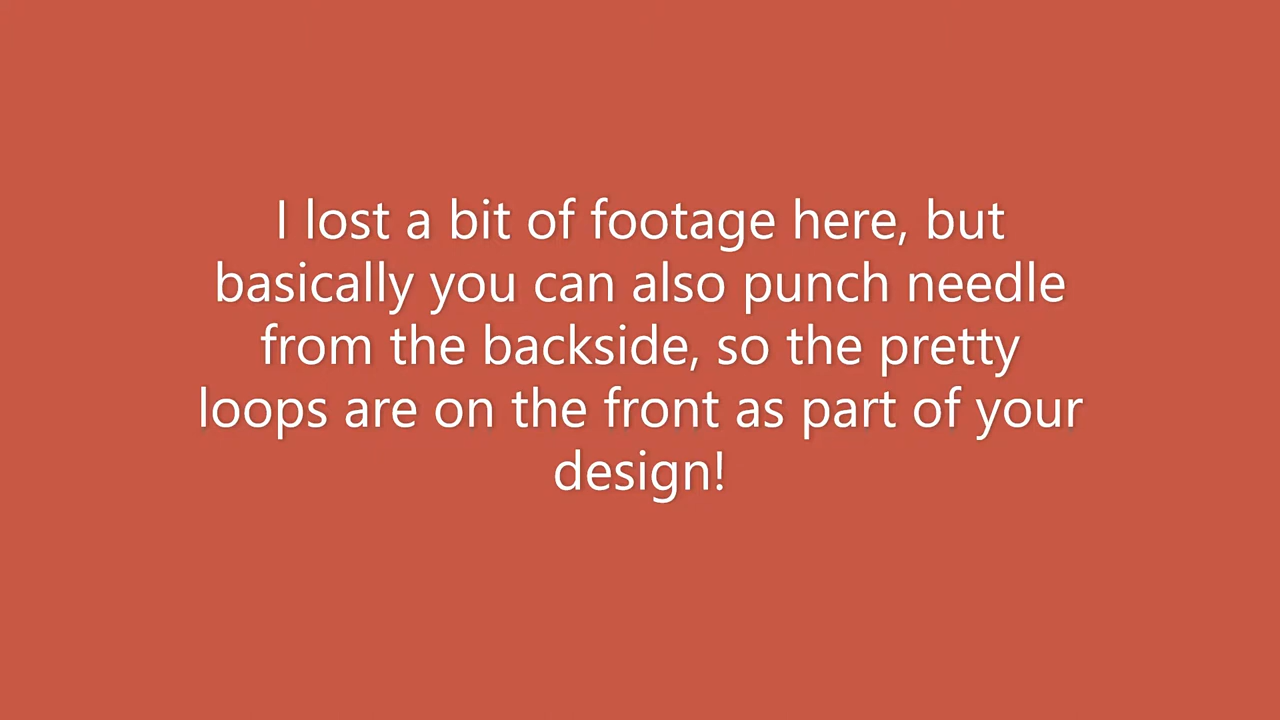 I lost a bit of footage here, but
basically you can also punch needle
from the backside, so the pretty
loops are on the front as part of your
design!